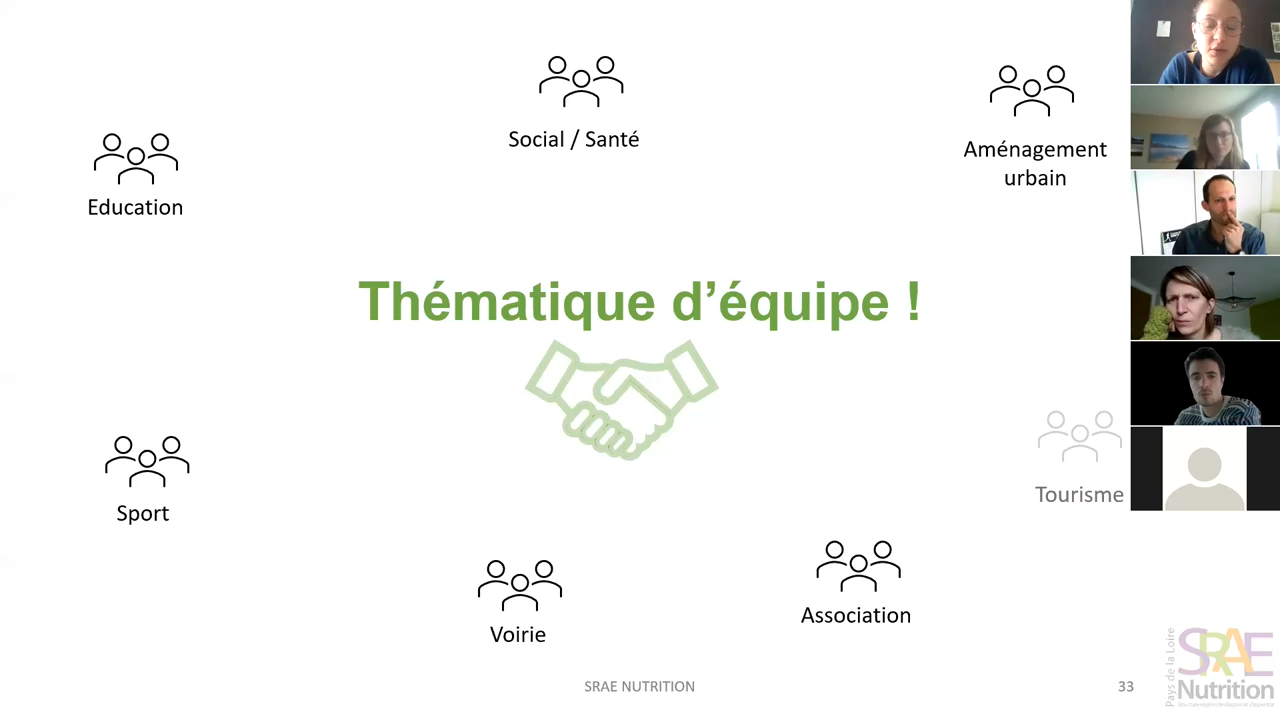 Social / Santé
Aménagement
urbain
Education
Thématique d’équipe !
Tourisme
Sport
Association
Voirie
SRAE NUTRITION
33
Pays de la Loire
SRAE
Nutrition